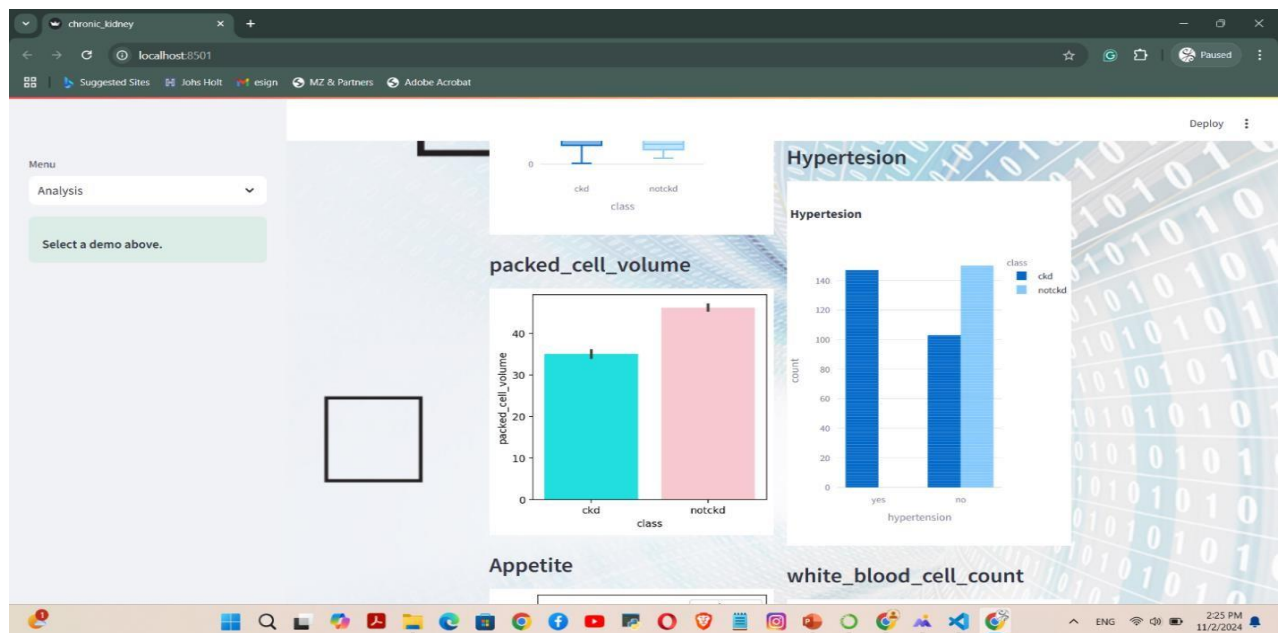 chronic_kidney
localhost:8501
Paused
Suggested Sites Johs Holt esign MZ & Partners Adobe Acrobat
Deploy
Menu
Analysis
Select a demo above.
0
ckd notckd
class
packed_cell_volume
packed_cell_volume
40
30
20
10
0
ckd notckd
class
Appetite
Hypertesion
Hypertesion
class
ckd
notckd
count
140
120
100
80
60
40
20
0
yes no
hypertension
white_blood_cell_count
ENG
2:25 PM
11/2/2024